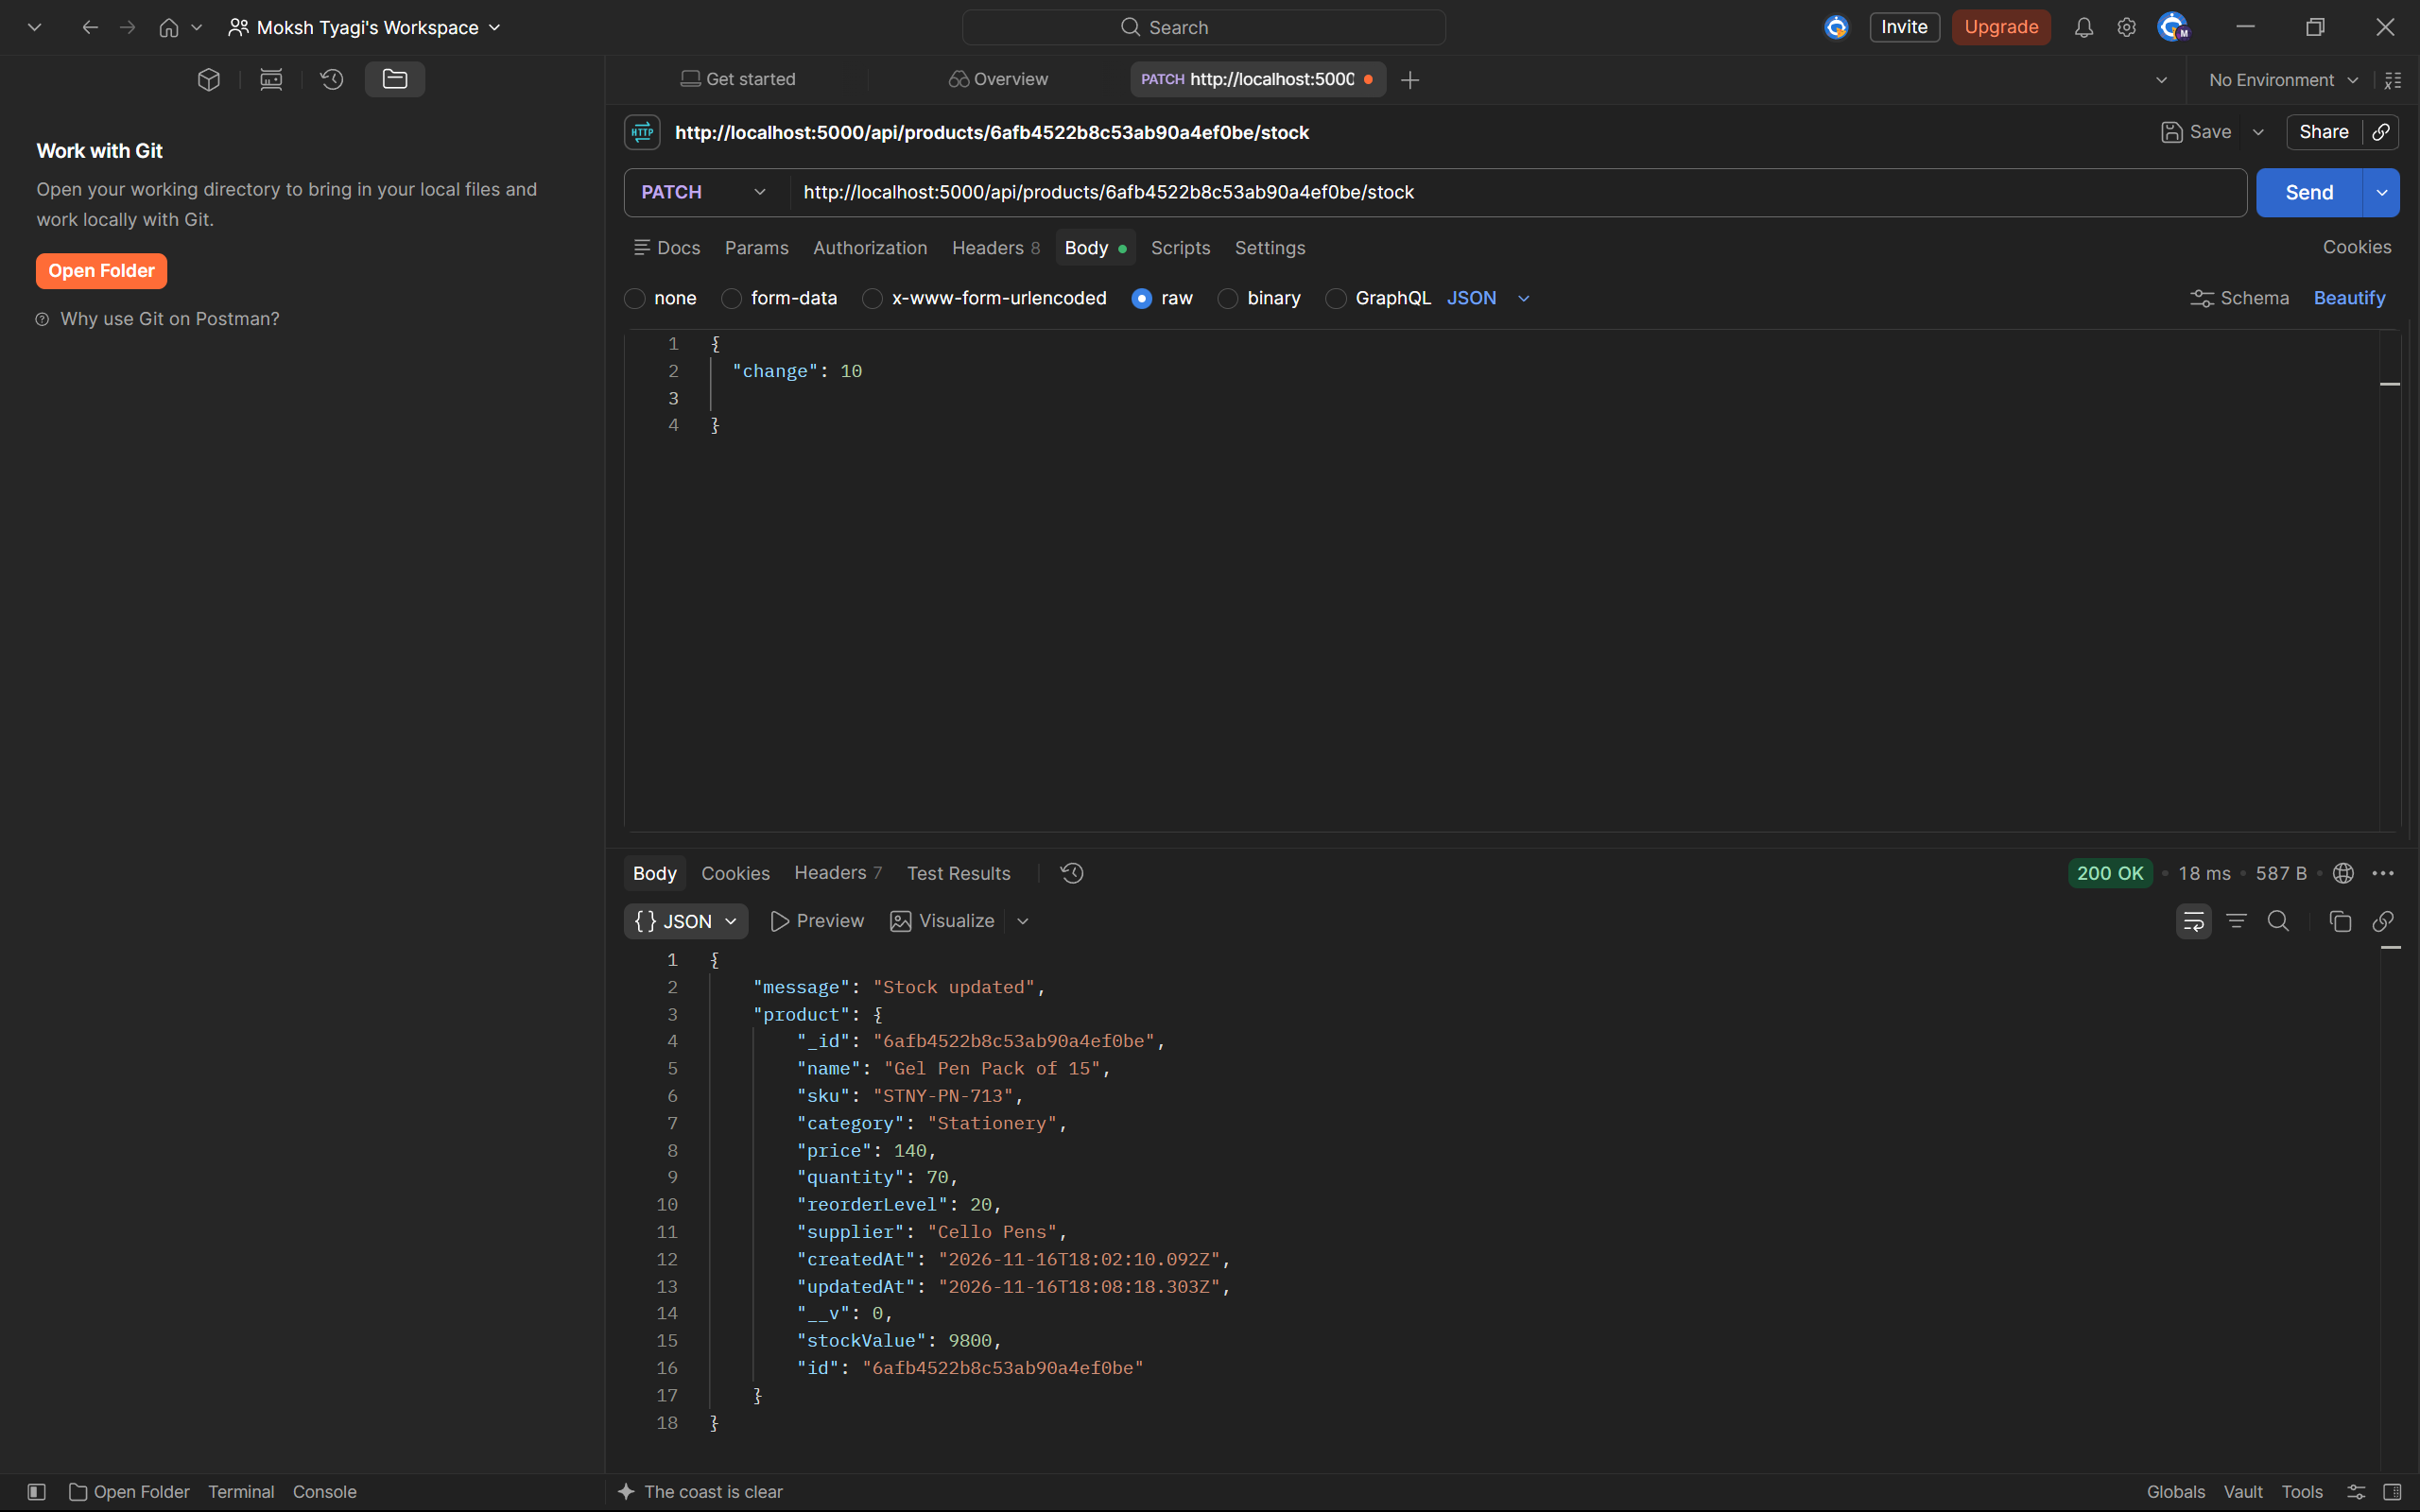 Moksh Tyagi's Workspace
Search
Invite
Upgrade
M
Get started
Overview
PATCH http://localhost:5000
No Environment
Work with Git
Open your working directory to bring in your local files and
work locally with Git.
Open Folder
Why use Git on Postman?
HTTP
http://localhost:5000/api/products/6afb4522b8c53ab90a4ef0be/stock
Save
Share
PATCH
http://localhost:5000/api/products/6afb4522b8c53ab90a4ef0be/stock
Send
Docs Params Authorization Headers 8 Body Scripts Settings
Cookies
none form-data x-www-form-urlencoded raw binary GraphQL JSON
Schema Beautify
1 {
2 "change": 10
3
4 }
Body Cookies Headers 7 Test Results
200 OK • 18 ms • 587 B
{} JSON Preview Visualize
1 {
2 "message": "Stock updated",
3 "product": {
4 "_id": "6afb4522b8c53ab90a4ef0be",
5 "name": "Gel Pen Pack of 15",
6 "sku": "STNY-PN-713",
7 "category": "Stationery",
8 "price": 140,
9 "quantity": 70,
10 "reorderLevel": 20,
11 "supplier": "Cello Pens",
12 "createdAt": "2026-11-16T18:02:10.092Z",
13 "updatedAt": "2026-11-16T18:08:18.303Z",
14 "__v": 0,
15 "stockValue": 9800,
16 "id": "6afb4522b8c53ab90a4ef0be"
17 }
18 }
Open Folder Terminal Console
The coast is clear
Globals Vault Tools